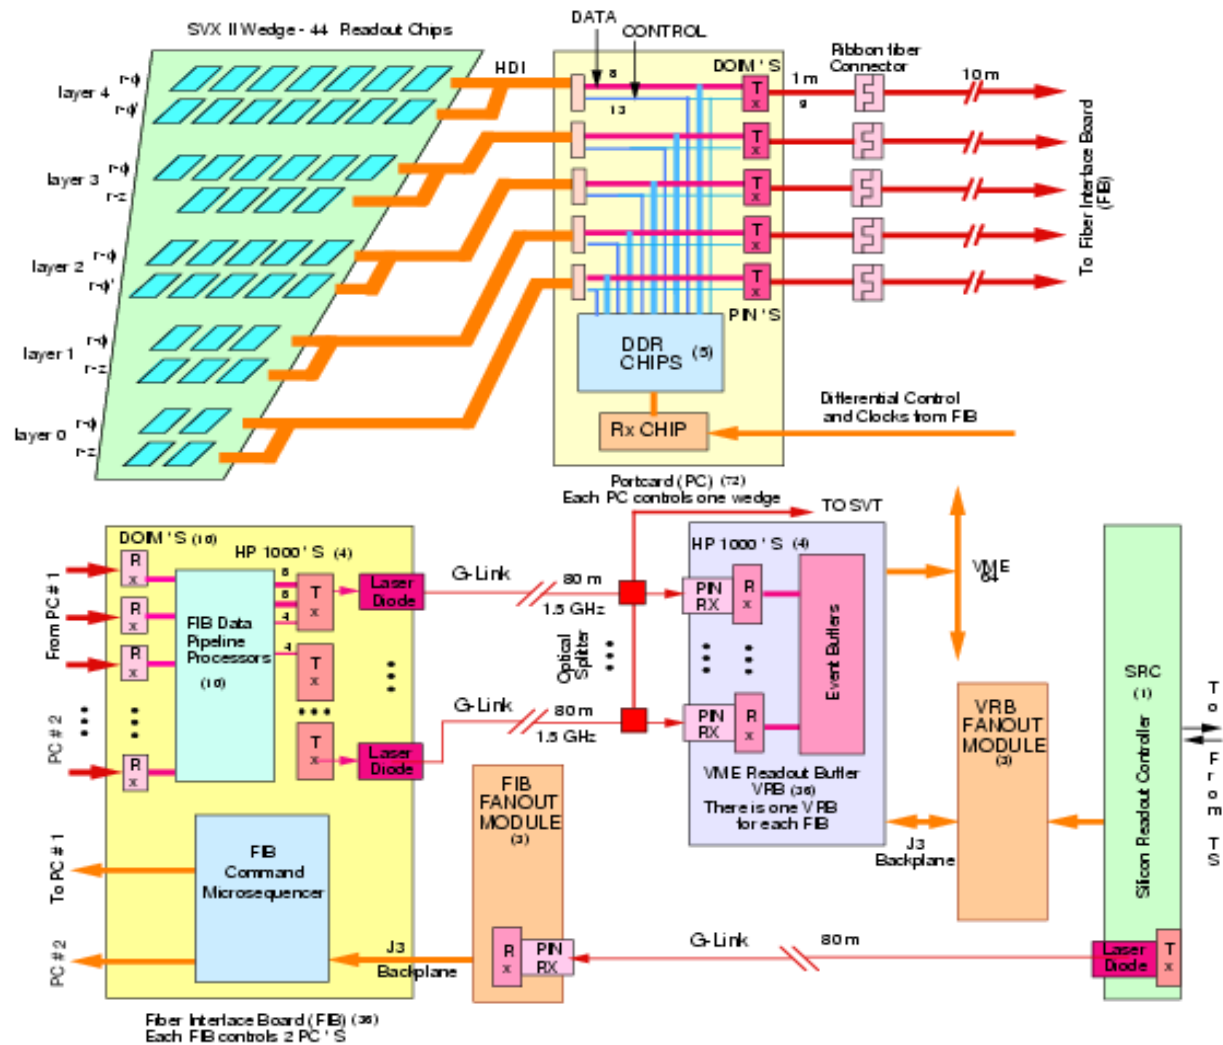 SVX II Wedge - 44 Readout Chips
DATA
CONTROL
HDI
8
13
DOIM'S
1 m
9
Ribbon fiber
Connector
10 m
layer 4
r-ϕ
r-ϕ'
layer 3
r-ϕ
r-z
layer 2
r-ϕ
r-ϕ'
layer 1
r-ϕ
r-z
layer 0
r-ϕ
r-z
T
x
T
x
T
x
T
x
T
x
PIN'S
To Fiber Interface Board
(FIB)
DDR
CHIPS (5)
Rx CHIP
Differential Control
and Clocks from FIB
Portcard (PC) (72)
Each PC controls one wedge
TO SVT
DOIM'S (10)
HP 1000'S (4)
R
x
R
x
R
x
R
x
From PC #1
PC #2
FIB Data
Pipeline
Processors
(10)
8
8
4
4
T
x
T
x
T
x
Laser
Diode
Laser
Diode
G-Link
80 m
1.5 GHz
G-Link
80 m
1.5 GHz
Optical
Splitter
HP 1000'S (4)
PIN
RX
R
x
PIN
RX
R
x
Event Buffers
VME Readout Buffer
VRB (36)
There is one VRB
for each FIB
VME
64
VRB
FANOUT
MODULE
(3)
J3
Backplane
SRC
(1)
Silicon Readout Controller
To From TS
Laser
Diode
T
x
FIB
FANOUT
MODULE
(3)
R
x
PIN
RX
G-Link
80 m
J3
Backplane
FIB
Command
Microsequencer
To PC #1
PC #2
Fiber Interlace Board (FIB) (36)
Each FIB controls 2 PC'S